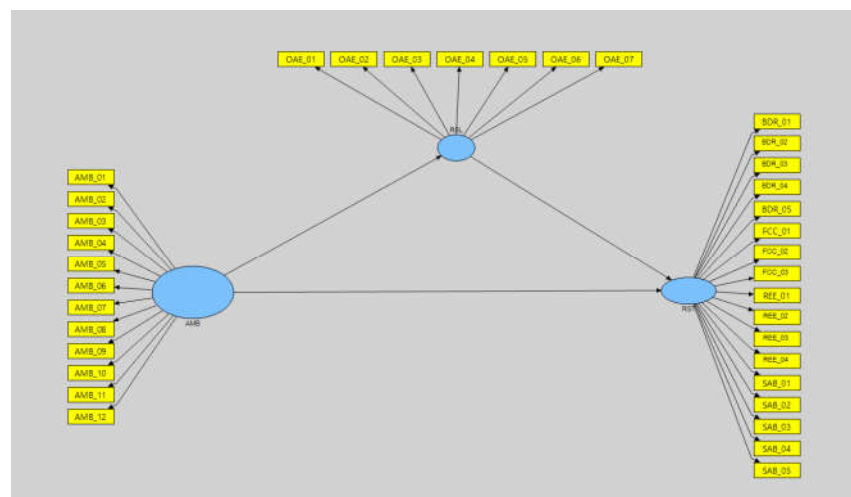 OAE_01 OAE_02 OAE_03 OAE_04 OAE_05 OAE_06 OAE_07
AMB_01
AMB_02
AMB_03
AMB_04
AMB_05
AMB_06
AMB_07
AMB_08
AMB_09
AMB_10
AMB_11
AMB_12
AMB
BDR_01
BDR_02
BDR_03
BDR_04
BDR_05
FCC_01
FCC_02
FCC_03
REE_01
REE_02
REE_03
REE_04
SAB_01
SAB_02
SAB_03
SAB_04
SAB_05